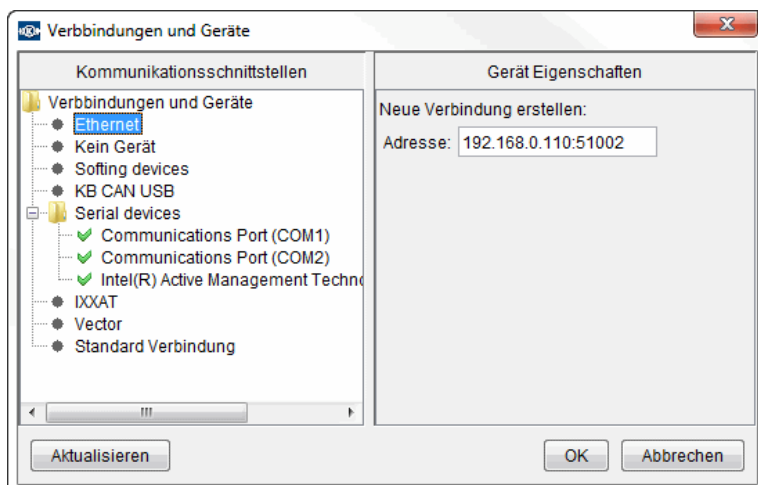 Verbbindungen und Geräte
Kommunikationsschnittstellen
Verbbindungen und Geräte
Ethernet
Kein Gerät
Softing devices
KB CAN USB
Serial devices
Communications Port (COM1)
Communications Port (COM2)
Intel(R) Active Management Techno
IXXAT
Vector
Standard Verbindung
Gerät Eigenschaften
Neue Verbindung erstellen:
Adresse: 192.168.0.110:51002
Aktualisieren
OK
Abbrechen